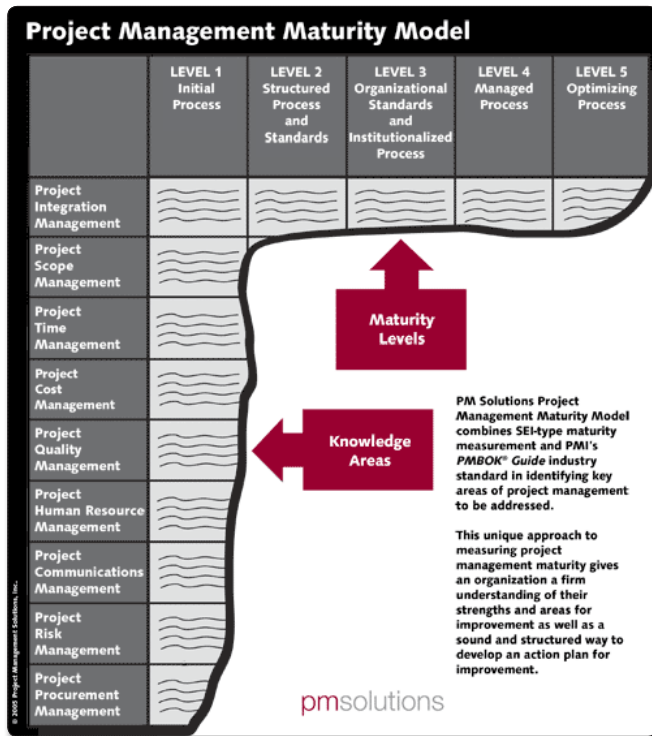 Project Management Maturity Model
LEVEL 1
Initial
Process
LEVEL 2
Structured
Process
and
Standards
LEVEL 3
Organizational
Standards
and
Institutionalized
Process
LEVEL 4
Managed
Process
LEVEL 5
Optimizing
Process
Project
Integration
Management
Project
Scope
Management
Project
Time
Management
Project
Cost
Management
Project
Quality
Management
Project
Human Resource
Management
Project
Communications
Management
Project
Risk
Management
Project
Procurement
Management
Maturity
Levels
Knowledge
Areas
PM Solutions Project
Management Maturity Model
combines SEI-type maturity
measurement and PMI's
PMBOK® Guide industry
standard in identifying key
areas of project management
to be addressed.
This unique approach to
measuring project
management maturity gives
an organization a firm
understanding of their
strengths and areas for
improvement as well as a
sound and structured way to
develop an action plan for
improvement.
pmsolutions
© 2005 Project Management Solutions, Inc.